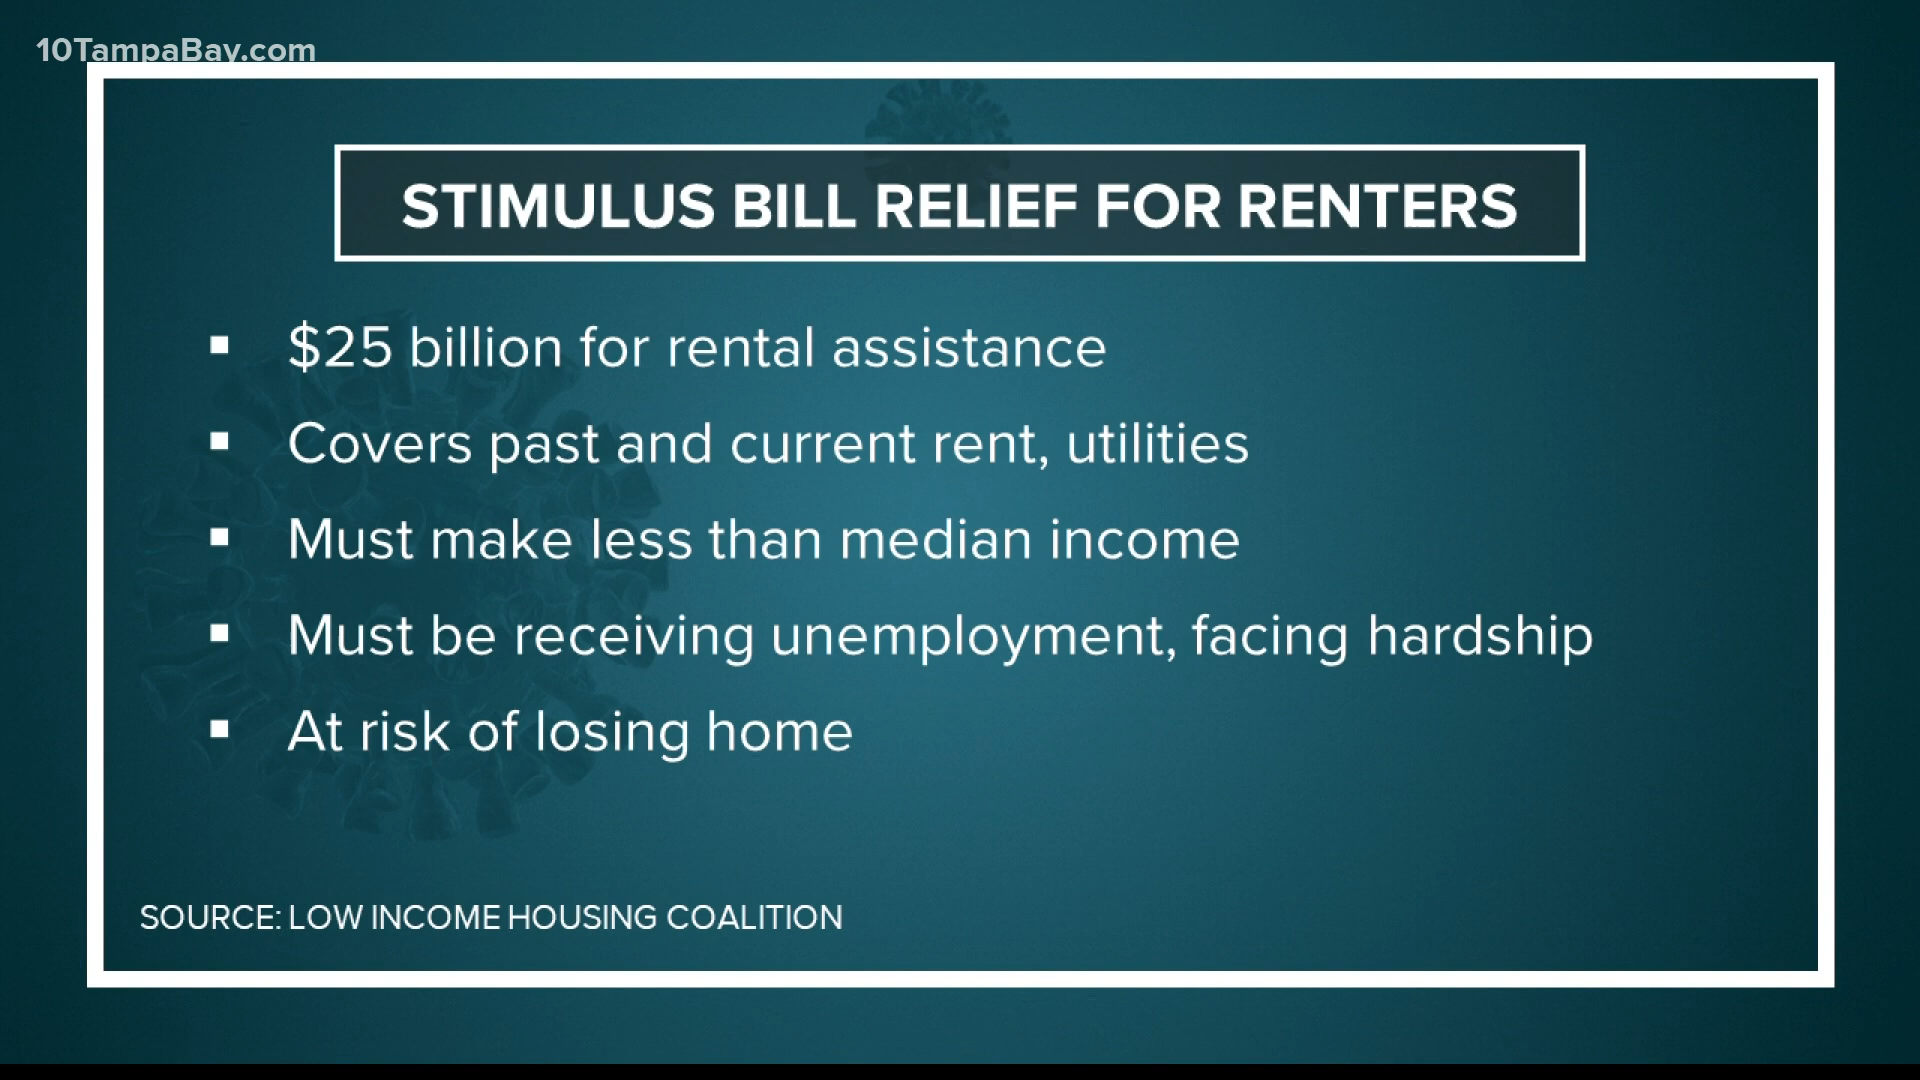 10TampaBay.com
STIMULUS BILL RELIEF FOR RENTERS
▪ $25 billion for rental assistance
▪ Covers past and current rent, utilities
▪ Must make less than median income
▪ Must be receiving unemployment, facing hardship
▪ At risk of losing home
SOURCE: LOW INCOME HOUSING COALITION